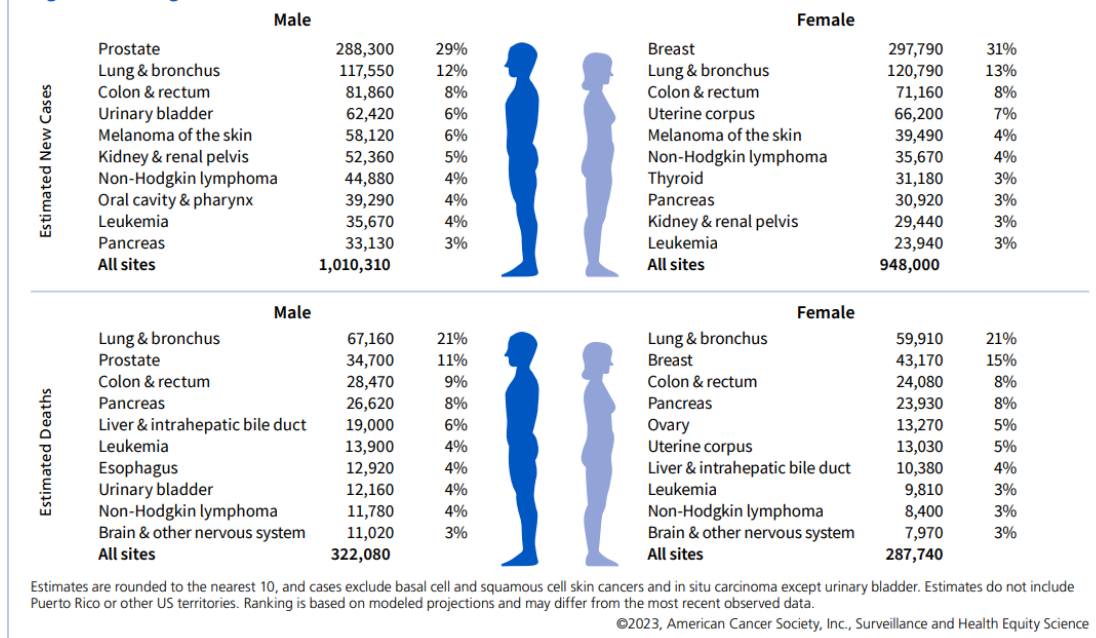 Male Female
Estimated New Cases
Prostate 288,300 29% Breast 297,790 31%
Lung & bronchus 117,550 12% Lung & bronchus 120,790 13%
Colon & rectum 81,860 8% Colon & rectum 71,160 8%
Urinary bladder 62,420 6% Uterine corpus 66,200 7%
Melanoma of the skin 58,120 6% Melanoma of the skin 39,490 4%
Kidney & renal pelvis 52,360 5% Non-Hodgkin lymphoma 35,670 4%
Non-Hodgkin lymphoma 44,880 4% Thyroid 31,180 3%
Oral cavity & pharynx 39,290 4% Pancreas 30,920 3%
Leukemia 35,670 4% Kidney & renal pelvis 29,440 3%
Pancreas 33,130 3% Leukemia 23,940 3%
All sites 1,010,310 All sites 948,000
Male Female
Estimated Deaths
Lung & bronchus 67,160 21% Lung & bronchus 59,910 21%
Prostate 34,700 11% Breast 43,170 15%
Colon & rectum 28,470 9% Colon & rectum 24,080 8%
Pancreas 26,620 8% Pancreas 23,930 8%
Liver & intrahepatic bile duct 19,000 6% Ovary 13,270 5%
Leukemia 13,900 4% Uterine corpus 13,030 5%
Esophagus 12,920 4% Liver & intrahepatic bile duct 10,380 4%
Urinary bladder 12,160 4% Leukemia 9,810 3%
Non-Hodgkin lymphoma 11,780 4% Non-Hodgkin lymphoma 8,400 3%
Brain & other nervous system 11,020 3% Brain & other nervous system 7,970 3%
All sites 322,080 All sites 287,740
Estimates are rounded to the nearest 10, and cases exclude basal cell and squamous cell skin cancers and in situ carcinoma except urinary bladder. Estimates do not include
Puerto Rico or other US territories. Ranking is based on modeled projections and may differ from the most recent observed data.
©2023, American Cancer Society, Inc., Surveillance and Health Equity Science